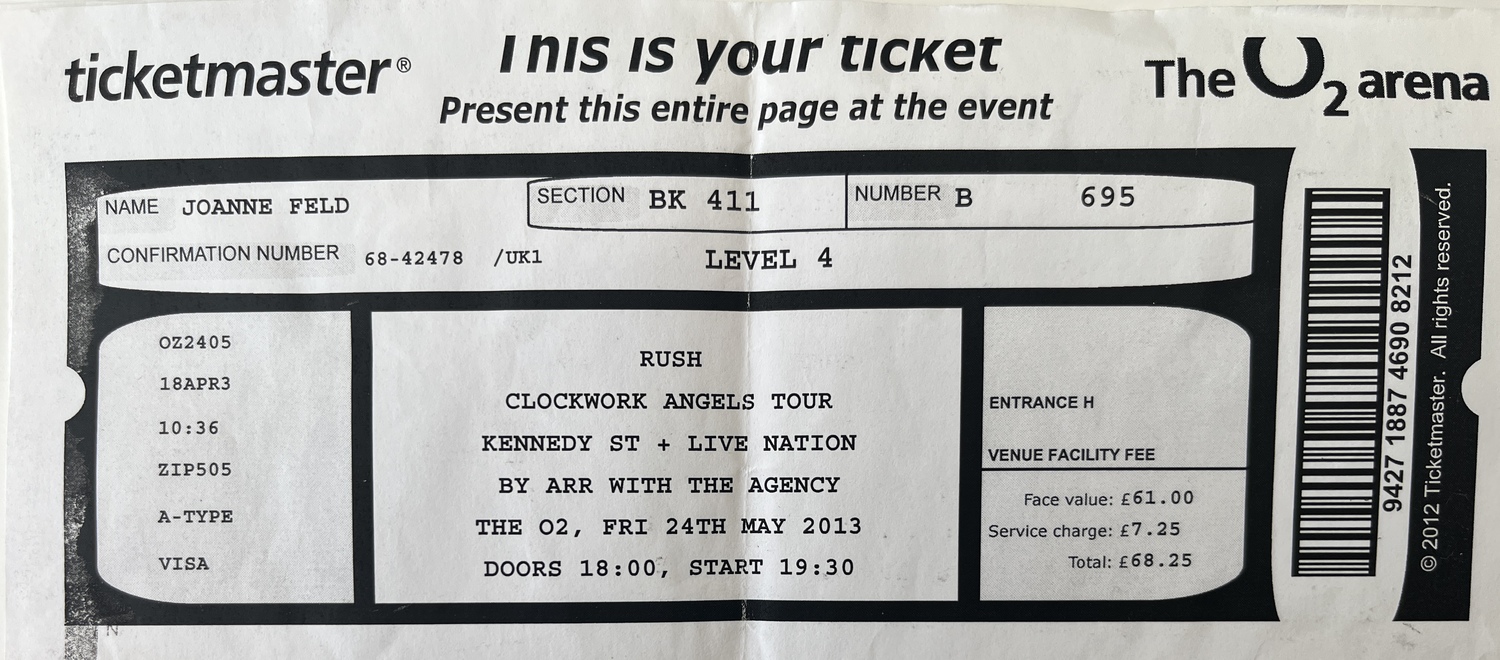 ticketmaster®
This is your ticket
Present this entire page at the event
The O2 arena
NAME JOANNE FELD
SECTION BK 411
NUMBER B 695
CONFIRMATION NUMBER 68-42478 /UK1
LEVEL 4
OZ2405
18APR3
10:36
ZIP505
A-TYPE
VISA
RUSH
CLOCKWORK ANGELS TOUR
KENNEDY ST + LIVE NATION
BY ARR WITH THE AGENCY
THE O2, FRI 24TH MAY 2013
DOORS 18:00, START 19:30
ENTRANCE H
VENUE FACILITY FEE
Face value: £61.00
Service charge: £7.25
Total: £68.25
9427 1887 4690 8212
©2012 Ticketmaster. All rights reserved.
N